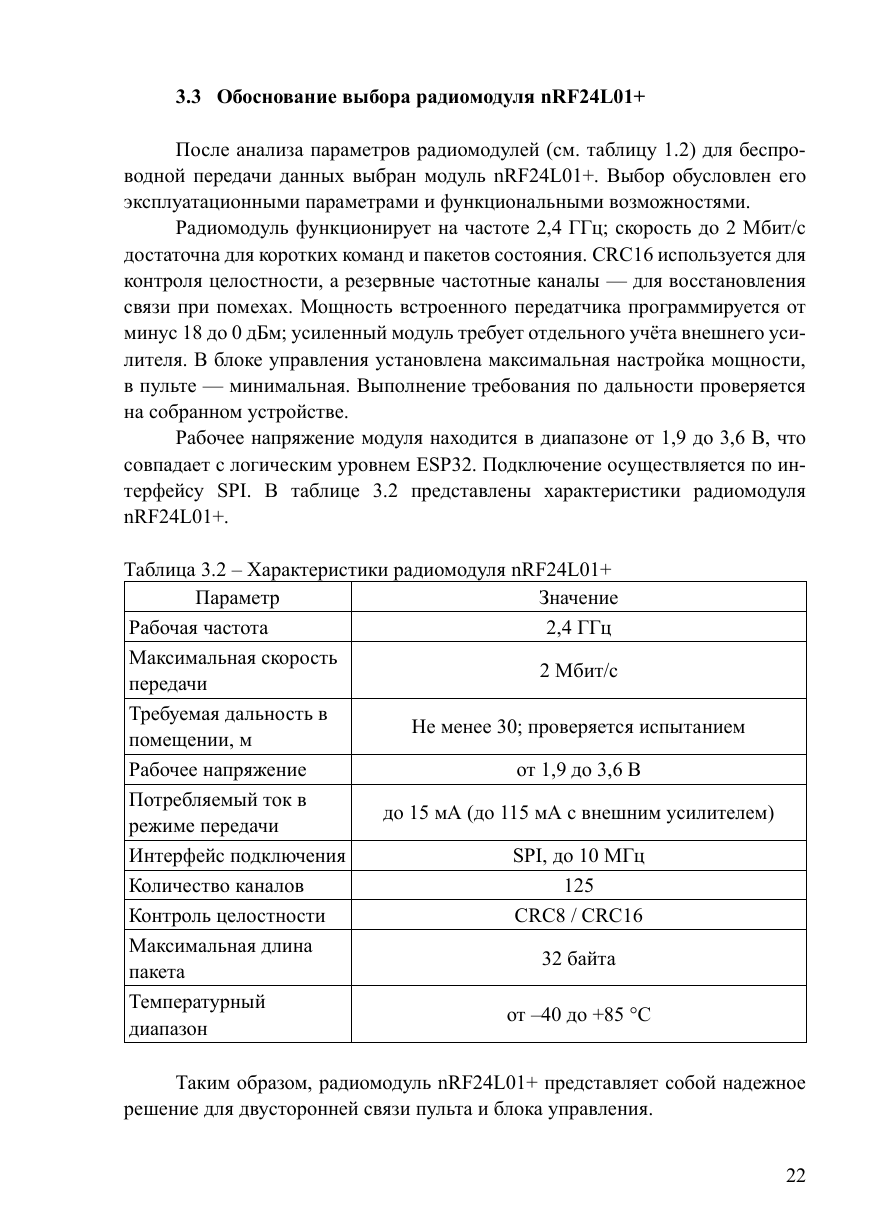 3.3 Обоснование выбора радиомодуля nRF24L01+
После анализа параметров радиомодулей (см. таблицу 1.2) для беспро-
водной передачи данных выбран модуль nRF24L01+. Выбор обусловлен его
эксплуатационными параметрами и функциональными возможностями.
Радиомодуль функционирует на частоте 2,4 ГГц; скорость до 2 Мбит/с
достаточна для коротких команд и пакетов состояния. CRC16 используется для
контроля целостности, а резервные частотные каналы — для восстановления
связи при помехах. Мощность встроенного передатчика программируется от
минус 18 до 0 дБм; усиленный модуль требует отдельного учёта внешнего уси-
лителя. В блоке управления установлена максимальная настройка мощности,
в пульте — минимальная. Выполнение требования по дальности проверяется
на собранном устройстве.
Рабочее напряжение модуля находится в диапазоне от 1,9 до 3,6 В, что
совпадает с логическим уровнем ESP32. Подключение осуществляется по ин-
терфейсу SPI. В таблице 3.2 представлены характеристики радиомодуля
nRF24L01+.
Таблица 3.2 – Характеристики радиомодуля nRF24L01+
Параметр Значение
Рабочая частота 2,4 ГГц
Максимальная скорость
передачи
2 Мбит/с
Требуемая дальность в
помещении, м
Не менее 30; проверяется испытанием
Рабочее напряжение от 1,9 до 3,6 В
Потребляемый ток в
режиме передачи
до 15 мА (до 115 мА с внешним усилителем)
Интерфейс подключения SPI, до 10 МГц
Количество каналов 125
Контроль целостности CRC8 / CRC16
Максимальная длина
пакета
32 байта
Температурный
диапазон
от –40 до +85 °C
Таким образом, радиомодуль nRF24L01+ представляет собой надежное
решение для двусторонней связи пульта и блока управления.
22